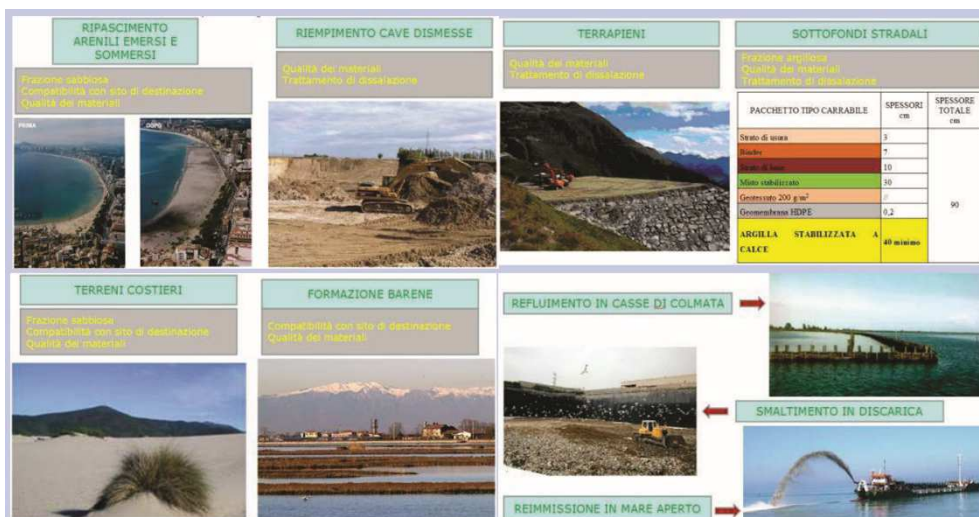 RIPASCIMENTO
ARENILI EMERSI E
SOMMERSI
Frazione sabbiosa
Compatibilità con sito di destinazione
Qualità dei materiali
PRIMA
DOPO
RIEMPIMENTO CAVE DISMESSE
Qualità dei materiali
Trattamento di dissalazione
TERRAPIENI
Qualità dei materiali
Trattamento di dissalazione
SOTTOFONDI STRADALI
Frazione argillosa
Qualità dei materiali
Trattamento di dissalazione
PACCHETTO TIPO CARRABILE SPESSORI cm SPESSORE TOTALE cm
Strato di usura 3
Binder 7
Strato di base 10
Misto stabilizzato 30
Geotessuto 200 g/m²
Geomembrana HDPE 0,2
90
ARGILLA STABILIZZATA A
CALCE 40 minimo
TERRENI COSTIERI
Frazione sabbiosa
Compatibilità con sito di destinazione
Qualità dei materiali
FORMAZIONE BARENE
Compatibilità con sito di destinazione
Qualità dei materiali
REFLUIMENTO IN CASSE DI COLMATA
SMALTIMENTO IN DISCARICA
REIMMISSIONE IN MARE APERTO